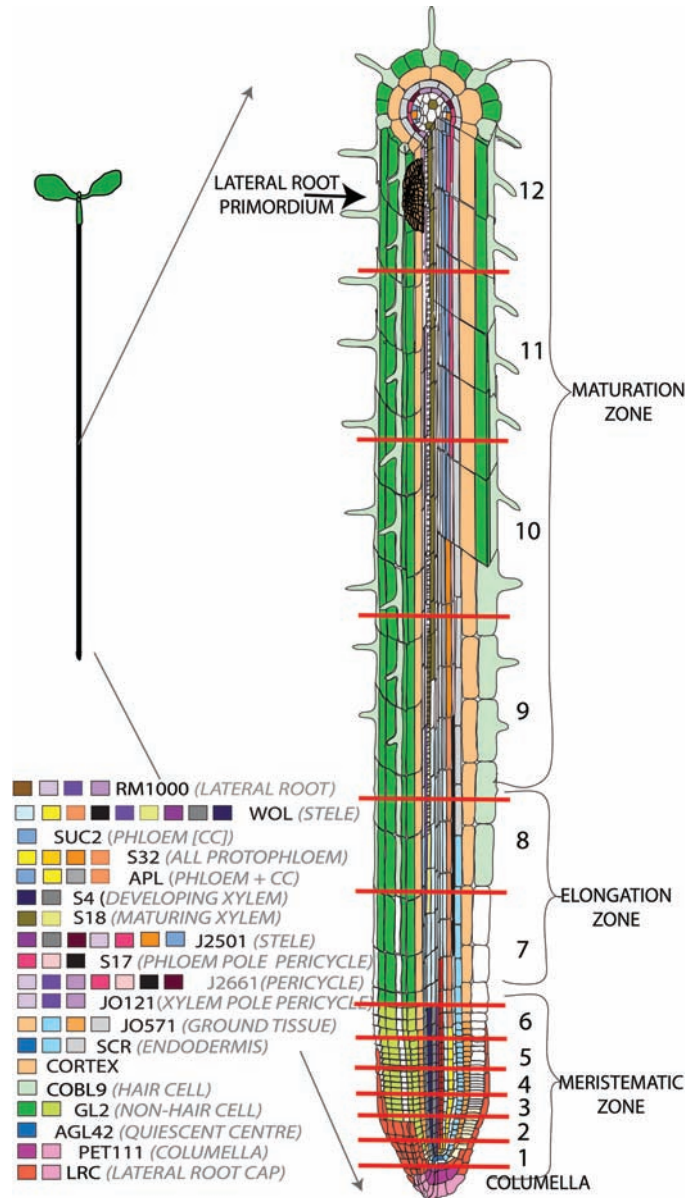 LATERAL ROOT
PRIMORDIUM
12
11
MATURATION
ZONE
10
9
8
ELONGATION
ZONE
7
6
5
4
3
2
1
MERISTEMATIC
ZONE
COLUMELLA
RM1000 (LATERAL ROOT)
WOL (STELE)
SUC2 (PHLOEM [CC])
S32 (ALL PROTOPHLOEM)
APL (PHLOEM + CC)
S4 (DEVELOPING XYLEM)
S18 (MATURING XYLEM)
J2501 (STELE)
S17 (PHLOEM POLE PERICYCLE)
J2661 (PERICYCLE)
JO121 (XYLEM POLE PERICYCLE)
JO571 (GROUND TISSUE)
SCR (ENDODERMIS)
CORTEX
COBL9 (HAIR CELL)
GL2 (NON-HAIR CELL)
AGL42 (QUIESCENT CENTRE)
PET111 (COLUMELLA)
LRC (LATERAL ROOT CAP)